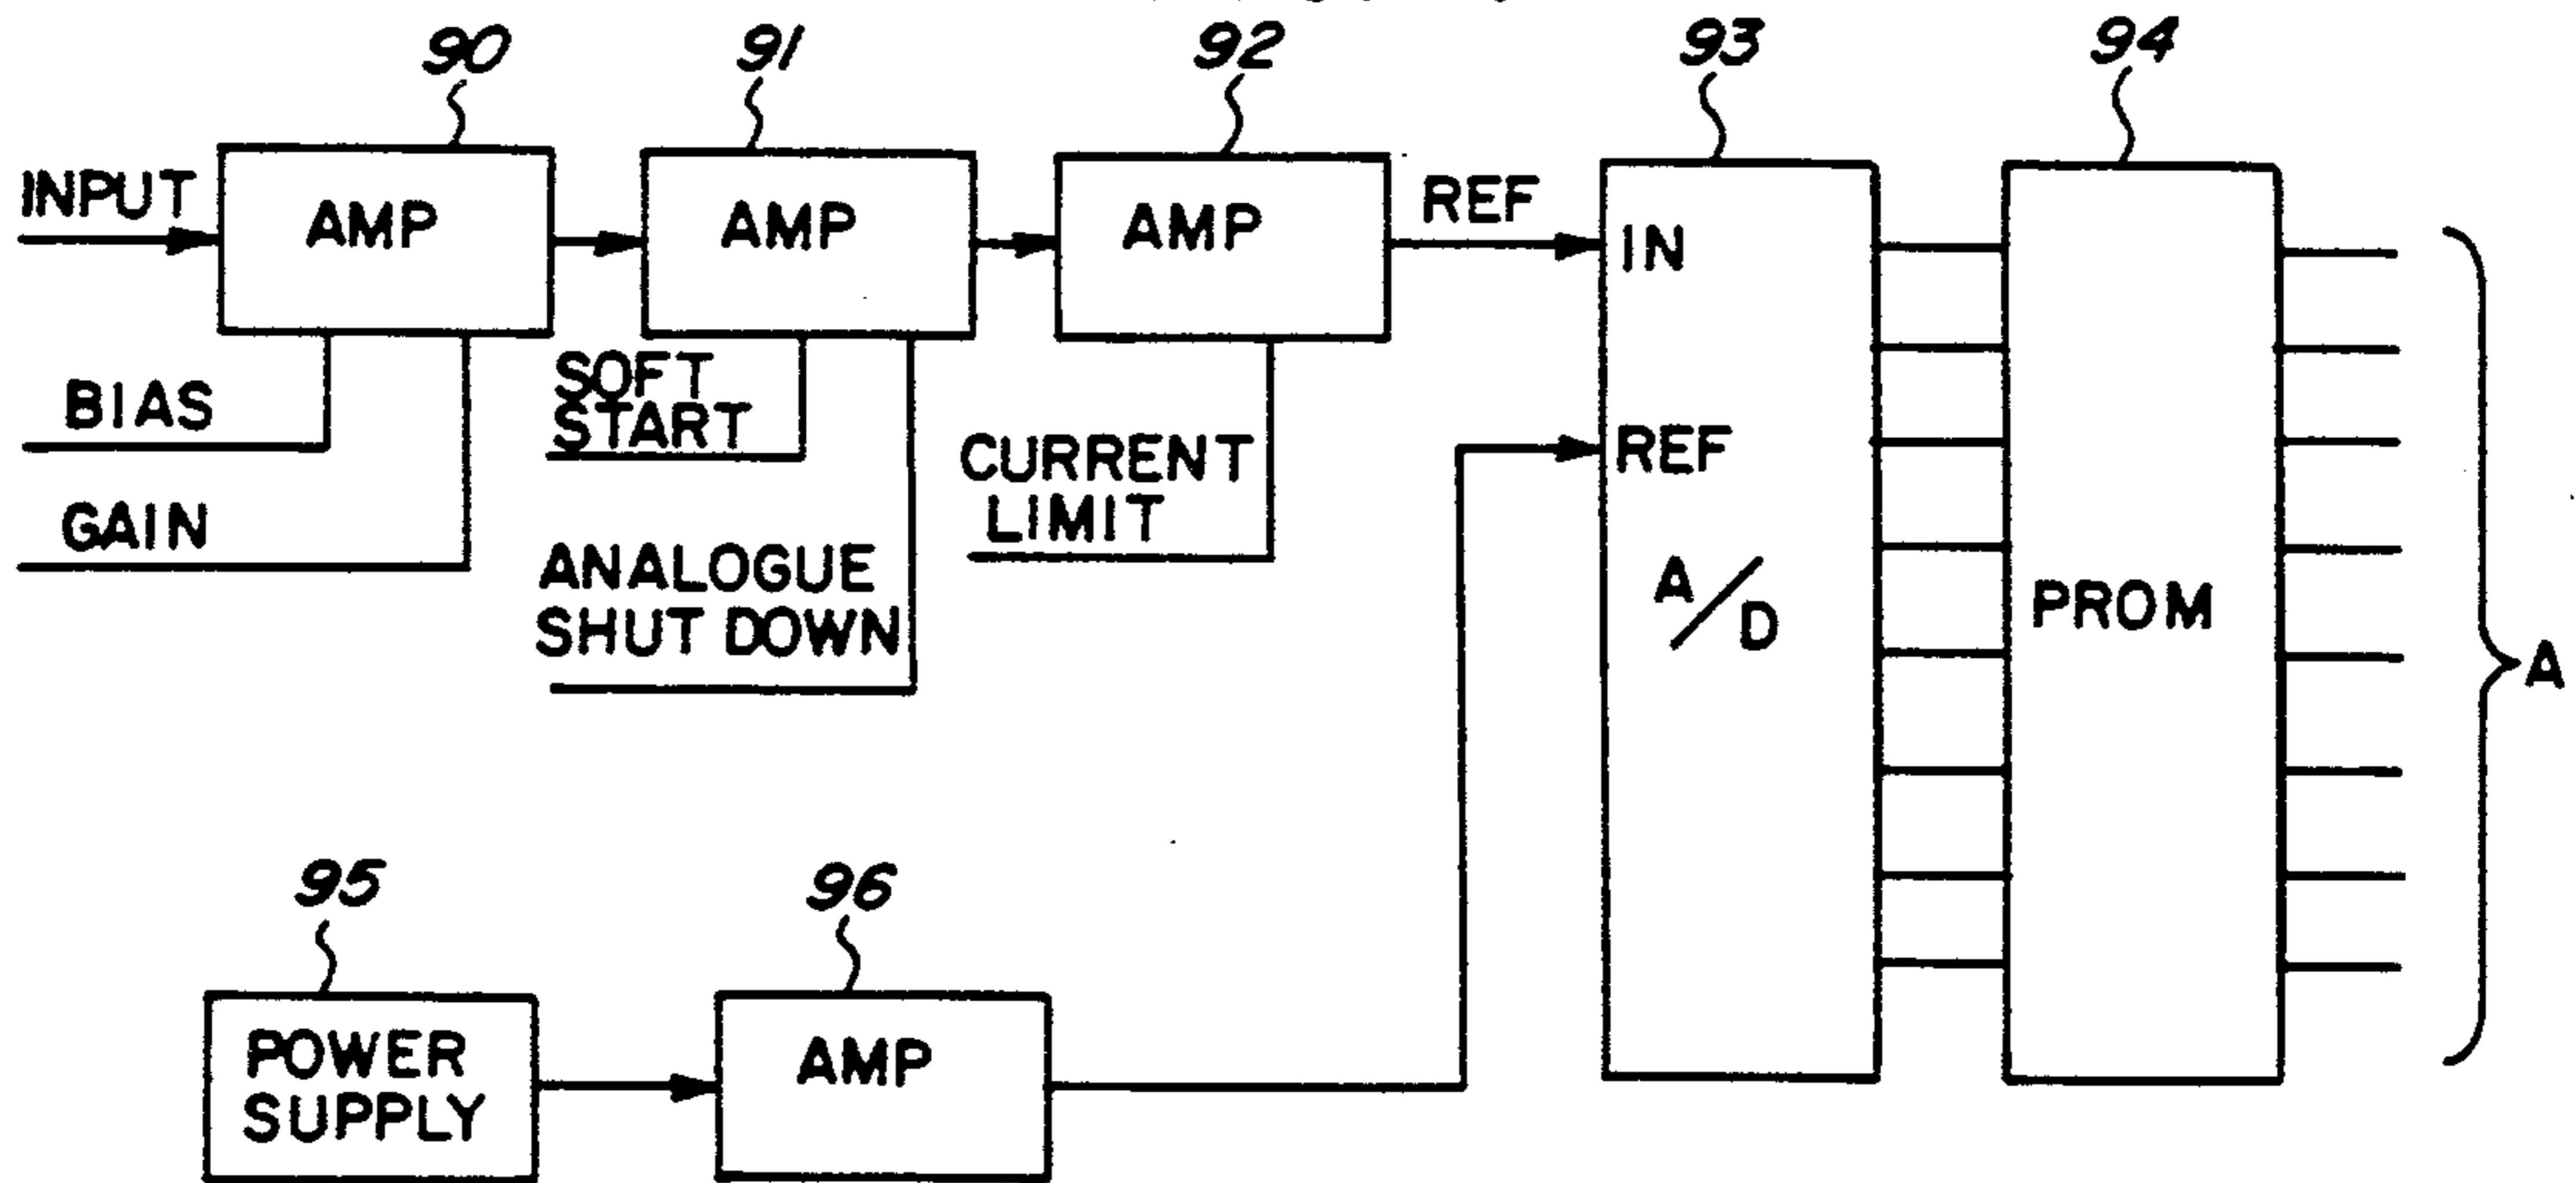 90
91
92
93
94
INPUT
AMP
AMP
AMP
REF
IN
BIAS
SOFT
START
CURRENT
LIMIT
REF
GAIN
ANALOGUE
SHUT DOWN
A/D
PROM
A
95
96
POWER
SUPPLY
AMP